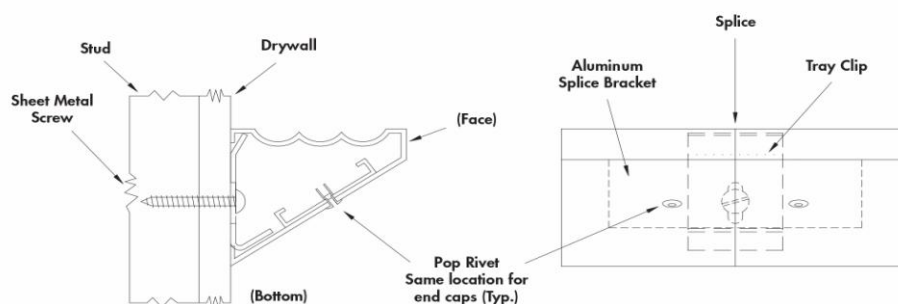 Stud
Drywall
Sheet Metal
Screw
(Face)
(Bottom)
Pop Rivet
Same location for
end caps (Typ.)
Splice
Aluminum
Splice Bracket
Tray Clip